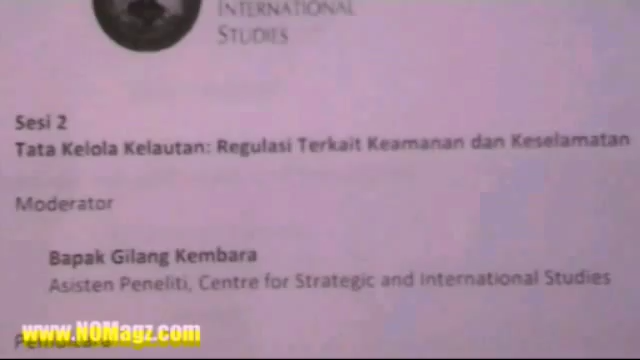 INTERNATIONAL
STUDIES
Sesi 2
Tata Kelola Kelautan: Regulasi Terkait Keamanan dan Keselamatan
Moderator
Bapak Gilang Kembara
Asisten Peneliti, Centre for Strategic and International Studies
www.NOMagz.com